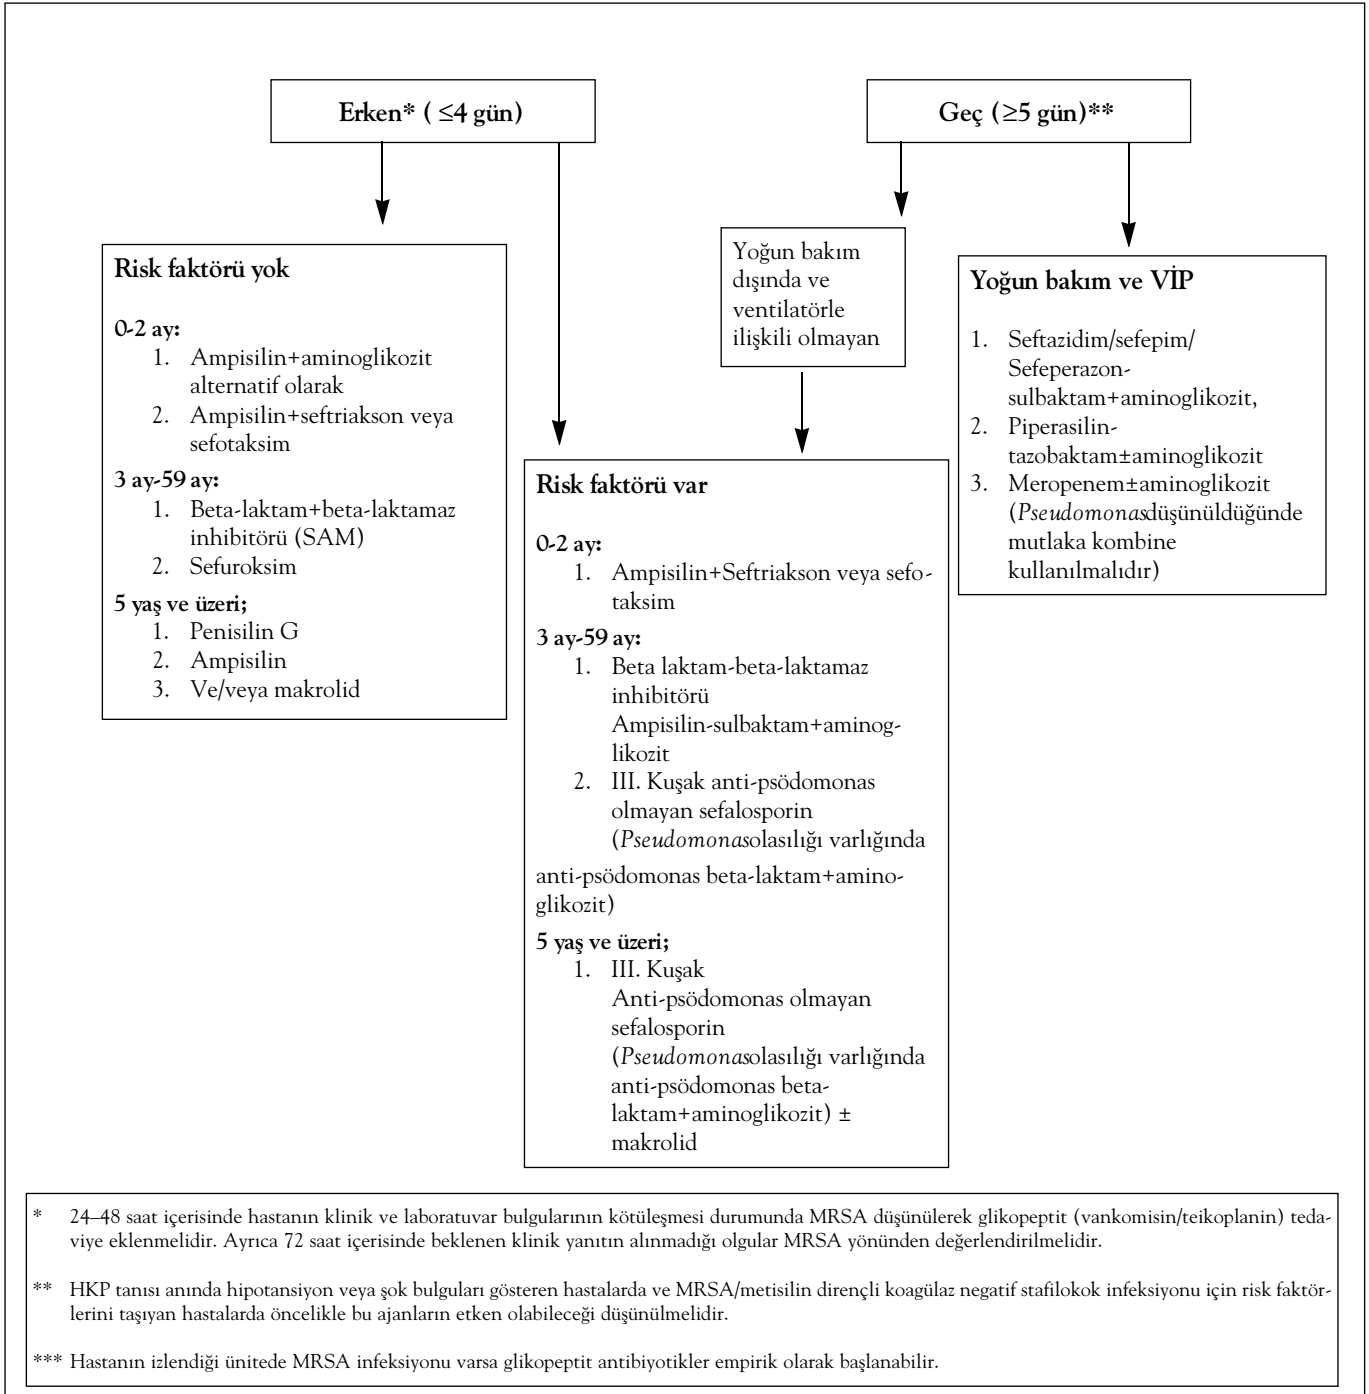 Erken* ( ≤4 gün)
Geç (≥5 gün)**
Risk faktörü yok
0-2 ay:
1. Ampisilin+aminoglikozit
alternatif olarak
2. Ampisilin+seftriakson veya
sefotaksim
3 ay-59 ay:
1. Beta-laktam+beta-laktamaz
inhibitörü (SAM)
2. Sefuroksim
5 yaş ve üzeri;
1. Penisilin G
2. Ampisilin
3. Ve/veya makrolid
Yoğun bakım
dışında ve
ventilatörle
ilişkili olmayan
Yoğun bakım ve VİP
1. Seftazidim/sefepim/
Sefeperazon-
sulbaktam+aminoglikozit,
2. Piperasilin-
tazobaktam±aminoglikozit
3. Meropenem±aminoglikozit
(Pseudomonasdüşünüldüğünde
mutlaka kombine
kullanılmalıdır)
Risk faktörü var
0-2 ay:
1. Ampisilin+Seftriakson veya sefo-
taksim
3 ay-59 ay:
1. Beta laktam-beta-laktamaz
inhibitörü
Ampisilin-sulbaktam+aminog-
likozit
2. III. Kuşak anti-psödomonas
olmayan sefalosporin
(Pseudomonasolasılığı varlığında
anti-psödomonas beta-laktam+amino-
glikozit)
5 yaş ve üzeri;
1. III. Kuşak
Anti-psödomonas olmayan
sefalosporin
(Pseudomonasolasılığı varlığında
anti-psödomonas beta-
laktam+aminoglikozit) ±
makrolid
* 24–48 saat içerisinde hastanın klinik ve laboratuvar bulgularının kötüleşmesi durumunda MRSA düşünülerek glikopeptit (vankomisin/teikoplanin) teda-
viye eklenmelidir. Ayrıca 72 saat içerisinde beklenen klinik yanıtın alınmadığı olgular MRSA yönünden değerlendirilmelidir.
** HKP tanısı anında hipotansiyon veya şok bulguları gösteren hastalarda ve MRSA/metisilin dirençli koagülaz negatif stafilokok infeksiyonu için risk faktör-
lerini taşıyan hastalarda öncelikle bu ajanların etken olabileceği düşünülmelidir.
*** Hastanın izlendiği ünitede MRSA infeksiyonu varsa glikopeptit antibiyotikler empirik olarak başlanabilir.